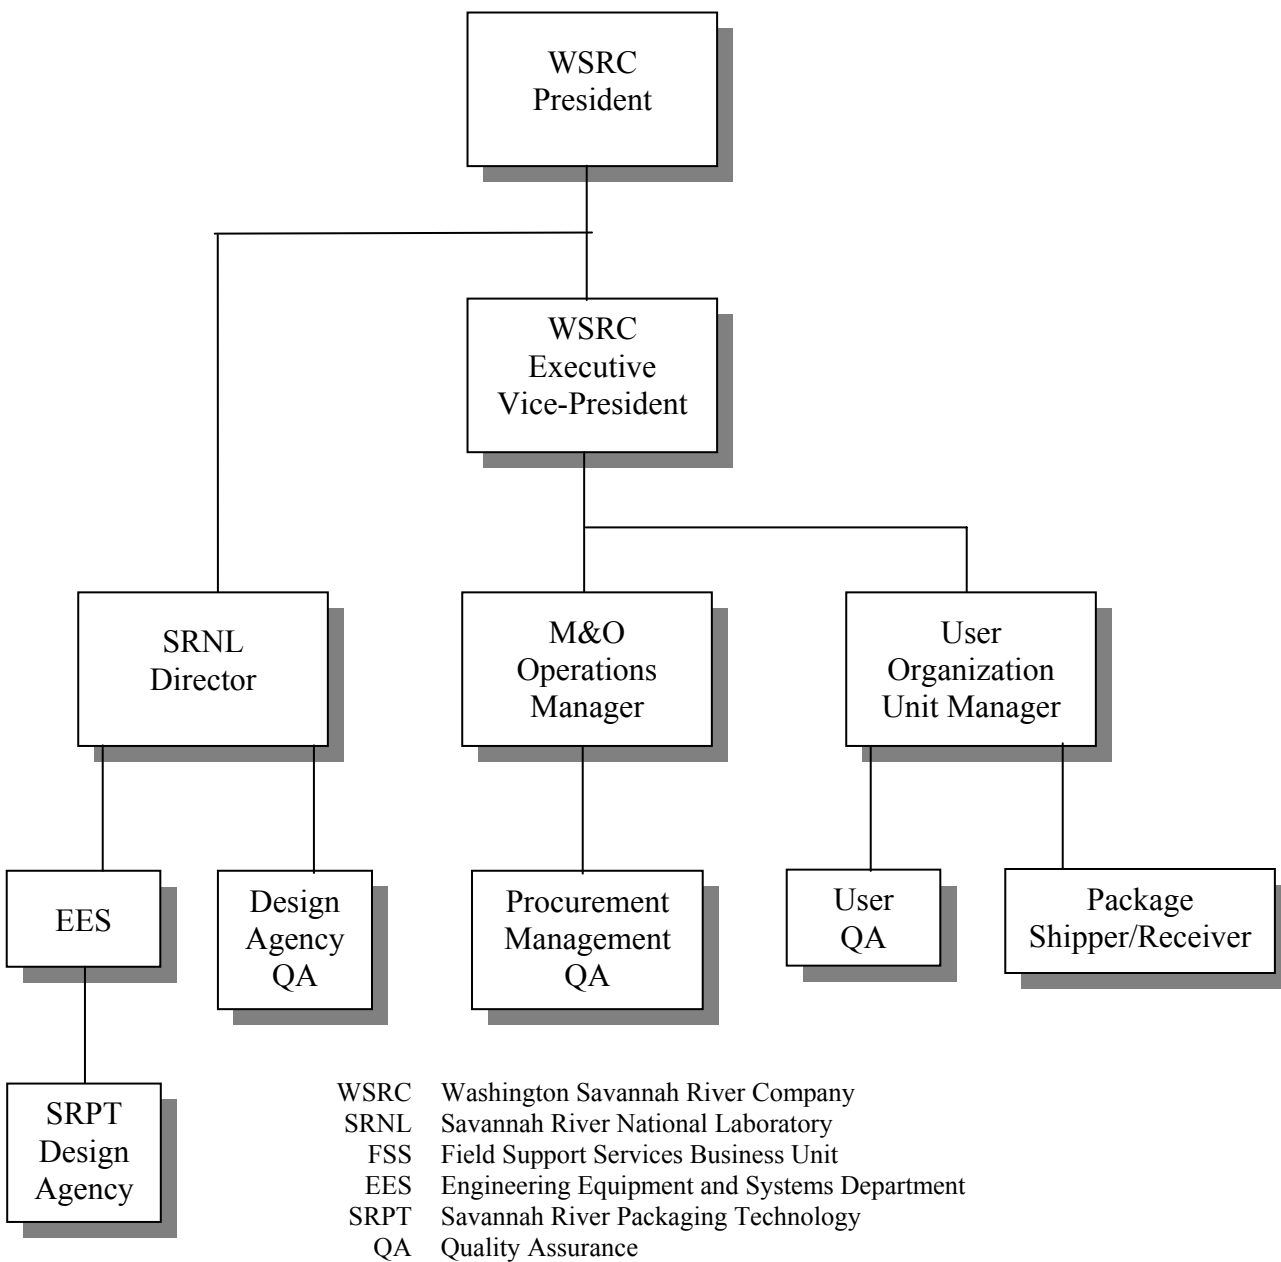 WSRC
President
WSRC
Executive
Vice-President
SRNL
Director
M&O
Operations
Manager
User
Organization
Unit Manager
EES
Design
Agency
QA
Procurement
Management
QA
User
QA
Package
Shipper/Receiver
SRPT
Design
Agency
WSRC Washington Savannah River Company
SRNL Savannah River National Laboratory
FSS Field Support Services Business Unit
EES Engineering Equipment and Systems Department
SRPT Savannah River Packaging Technology
QA Quality Assurance